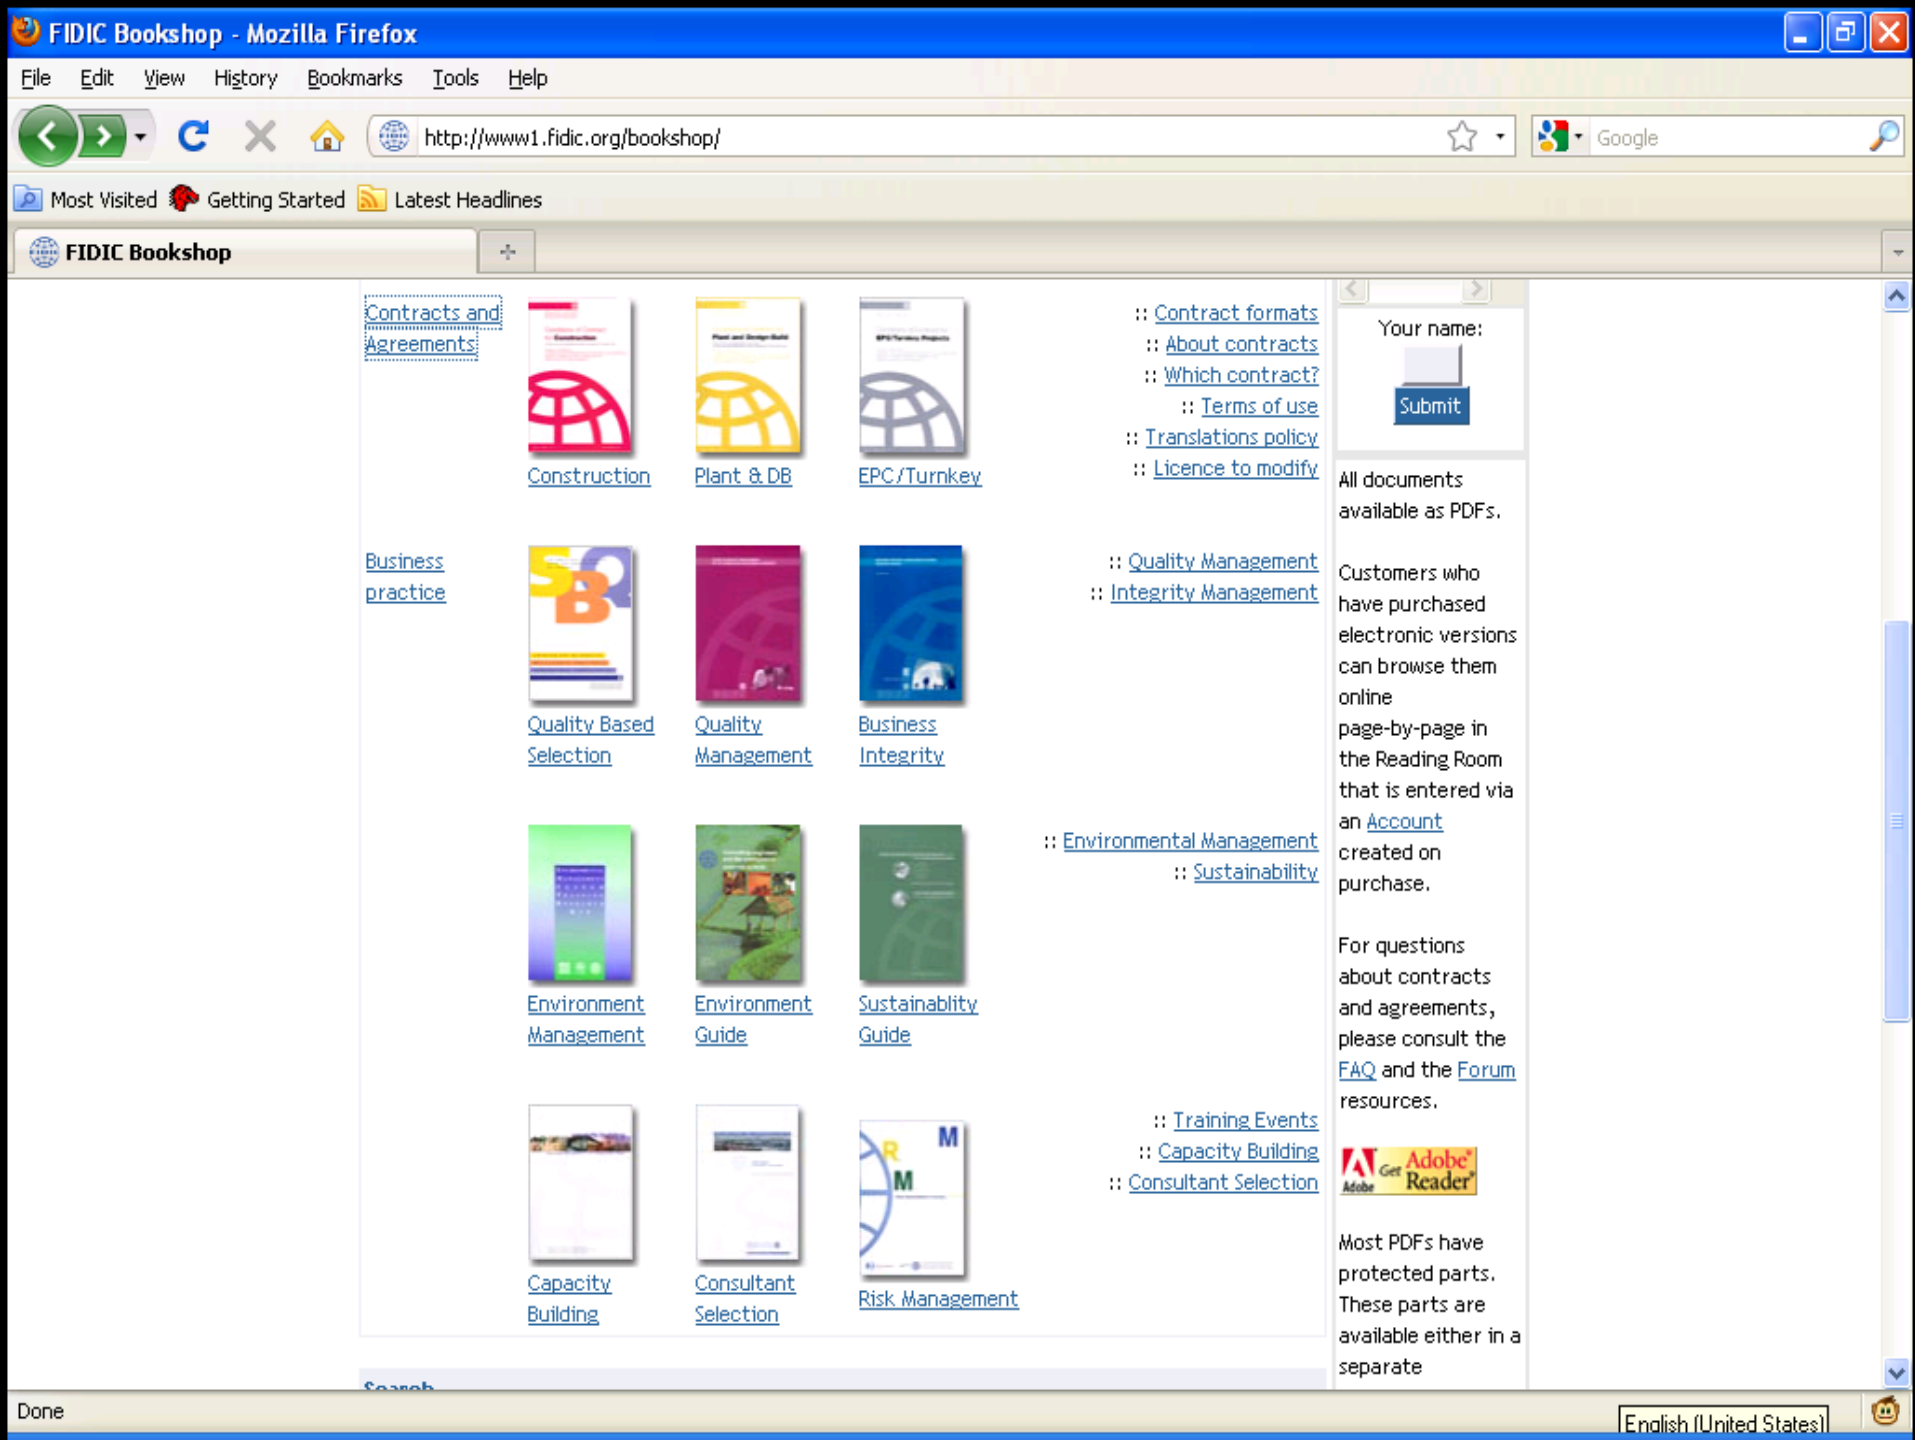 FIDIC Bookshop - Mozilla Firefox
File Edit View History Bookmarks Tools Help
http://www1.fidic.org/bookshop/
Google
Most Visited Getting Started Latest Headlines
FIDIC Bookshop
Contracts and
Agreements
Construction
Plant & DB
EPC/Turnkey
:: Contract formats
:: About contracts
:: Which contract?
:: Terms of use
:: Translations policy
:: Licence to modify
Business
practice
SBQ
Quality Based
Selection
Quality
Management
Business
Integrity
:: Quality Management
:: Integrity Management
Environment
Management
Environment
Guide
Sustainablity
Guide
:: Environmental Management
:: Sustainability
Capacity
Building
Consultant
Selection
R M
M
Risk Management
:: Training Events
:: Capacity Building
:: Consultant Selection
Search
Your name:
Submit
All documents
available as PDFs.
Customers who
have purchased
electronic versions
can browse them
online
page-by-page in
the Reading Room
that is entered via
an Account
created on
purchase.
For questions
about contracts
and agreements,
please consult the
FAQ and the Forum
resources.
Adobe Get Adobe Reader
Most PDFs have
protected parts.
These parts are
available either in a
separate
Done
English (United States)